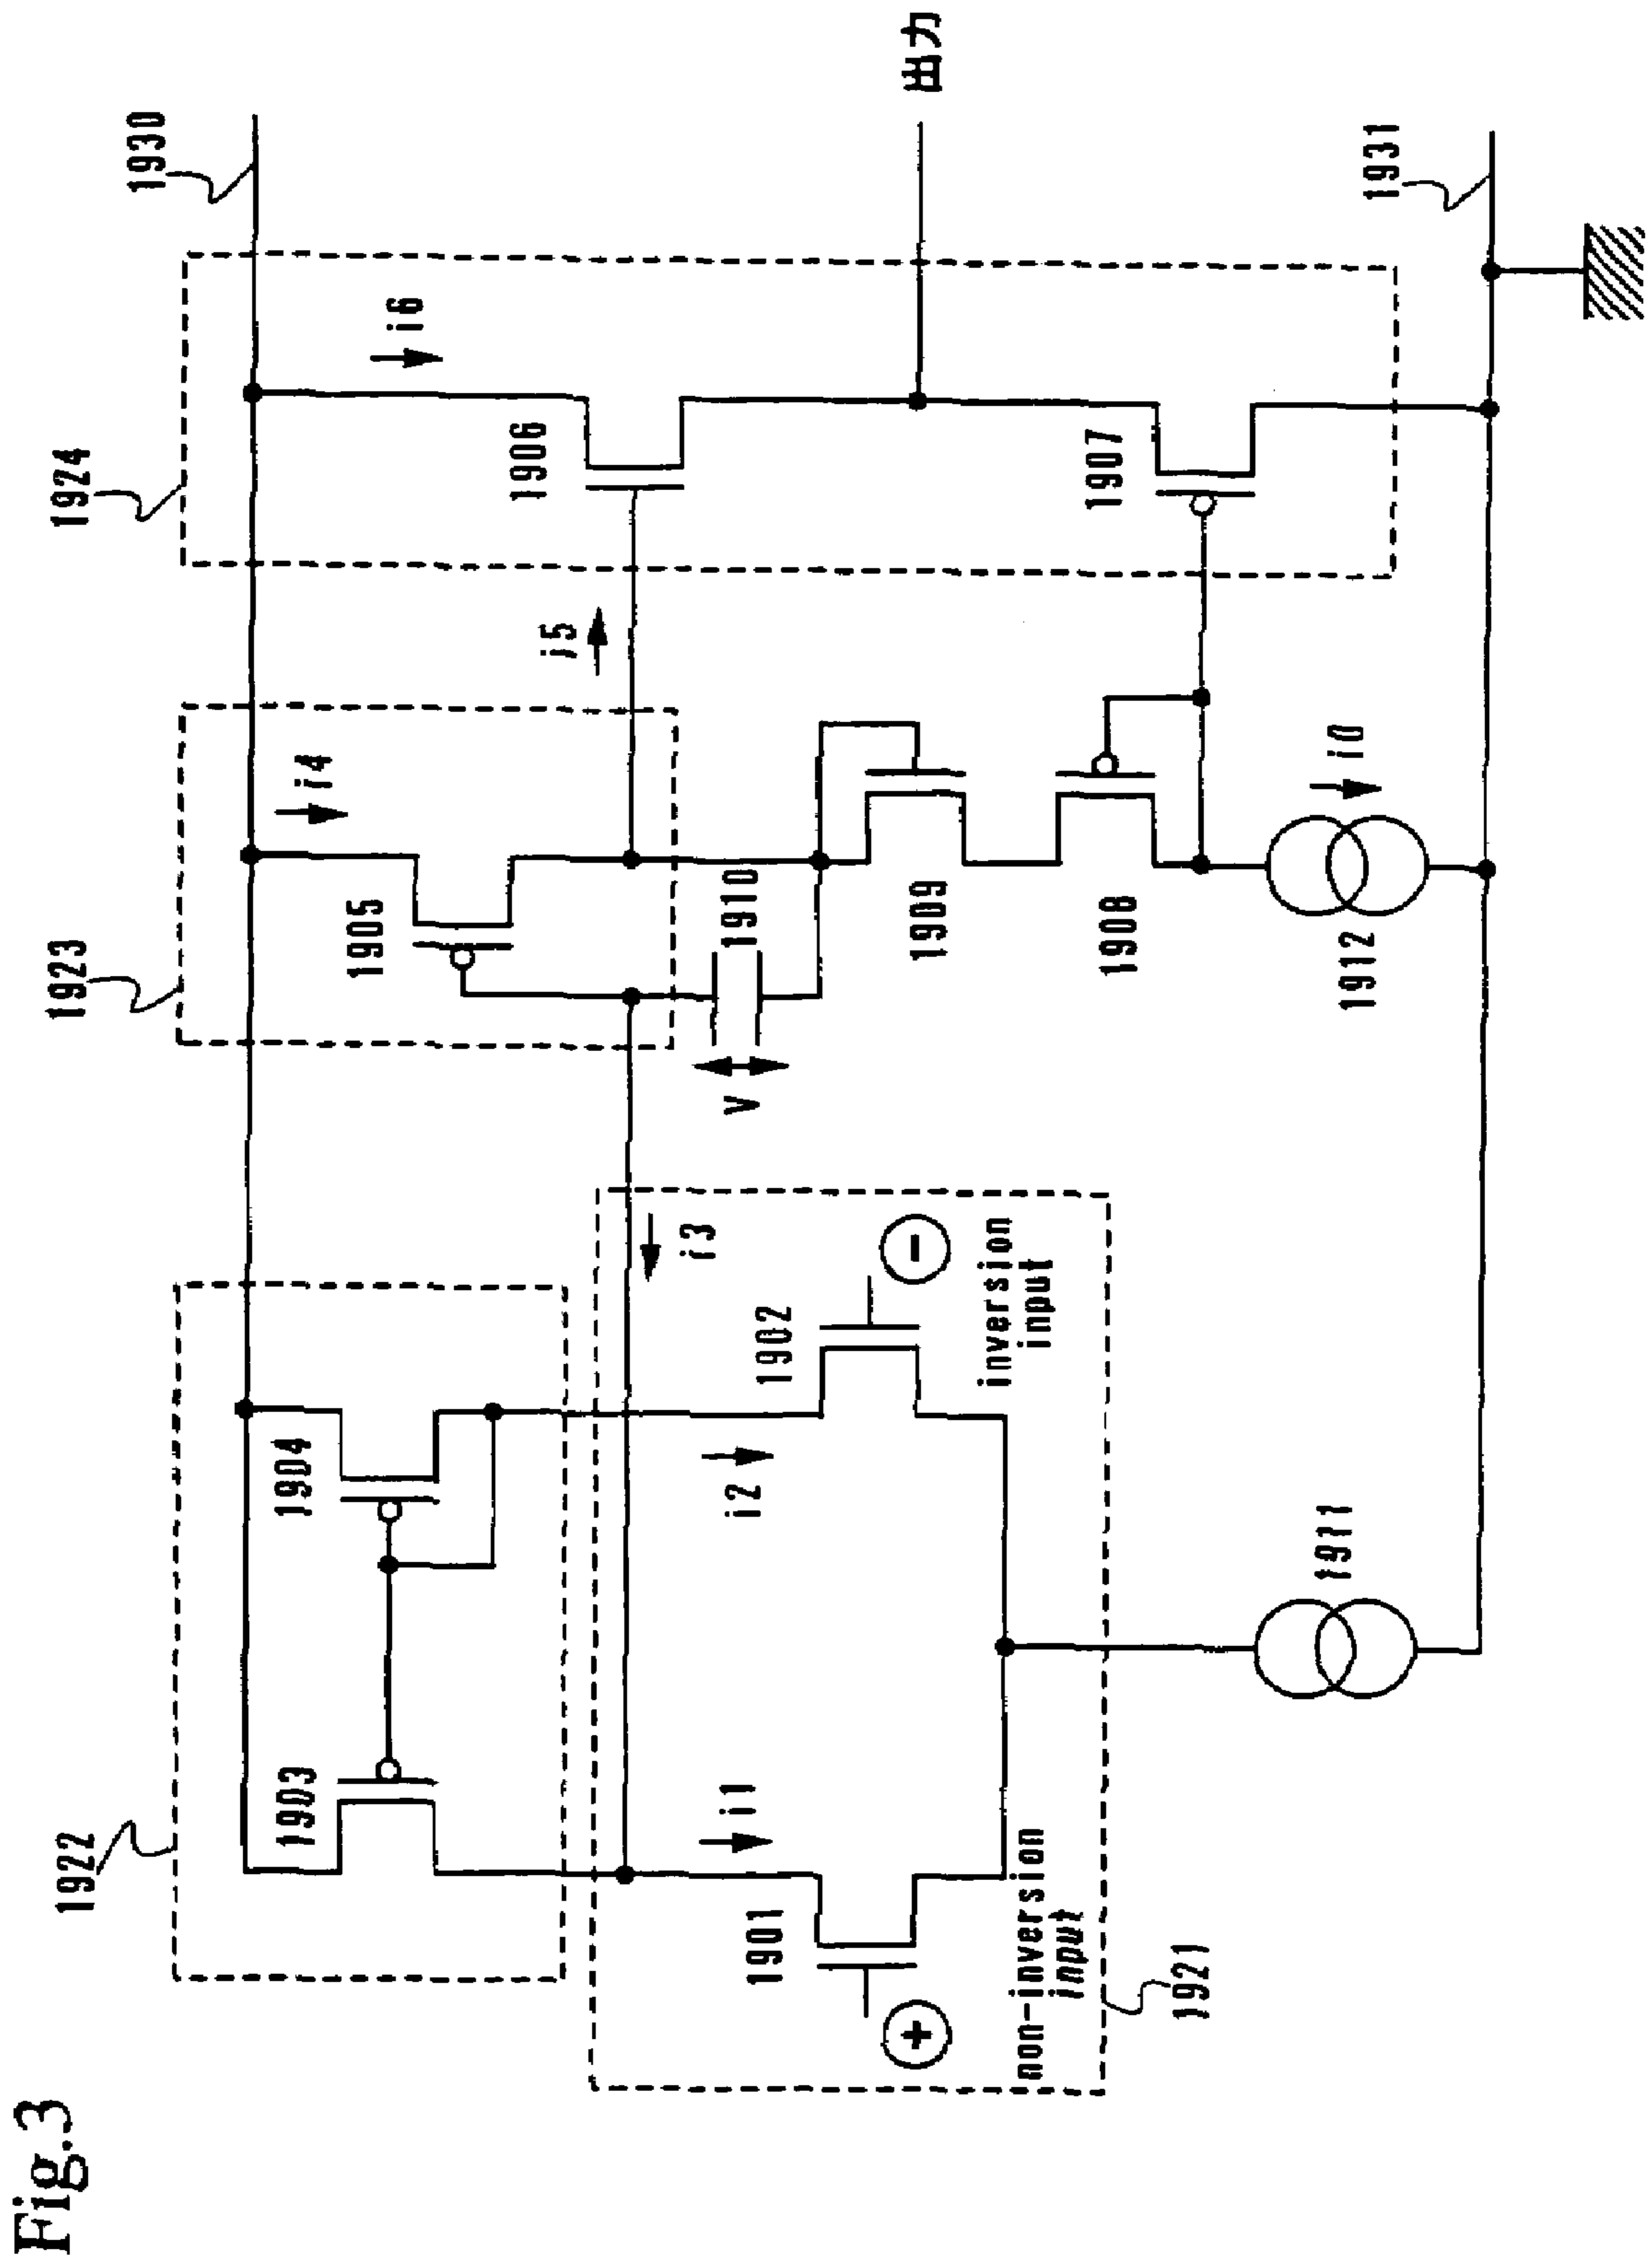 Fig.3
1922
1923
1924
1930
1903
1904
1905
i4
1906
i6
i5
出力
i3
V
1910
1901
i1
i2
1902
+
−
non-inversion
input
inversion
input
1909
1908
1907
1921
1911
1912
i0
1931